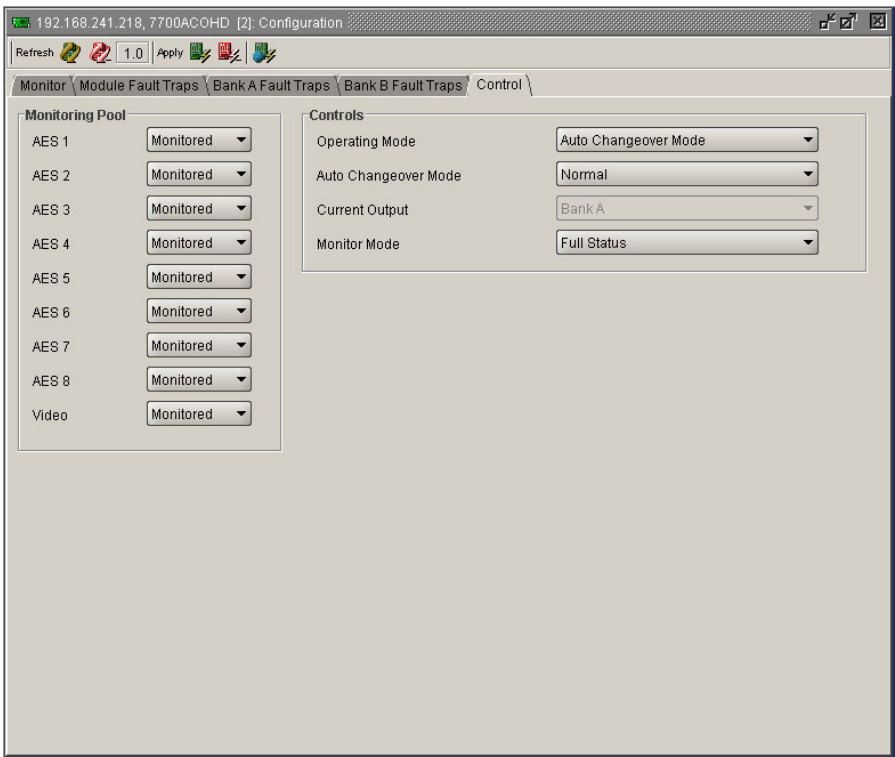 192.168.241.218, 7700ACOHD [2]: Configuration
Refresh 1.0 Apply
Monitor Module Fault Traps Bank A Fault Traps Bank B Fault Traps Control
Monitoring Pool
AES 1 Monitored
AES 2 Monitored
AES 3 Monitored
AES 4 Monitored
AES 5 Monitored
AES 6 Monitored
AES 7 Monitored
AES 8 Monitored
Video Monitored
Controls
Operating Mode Auto Changeover Mode
Auto Changeover Mode Normal
Current Output Bank A
Monitor Mode Full Status